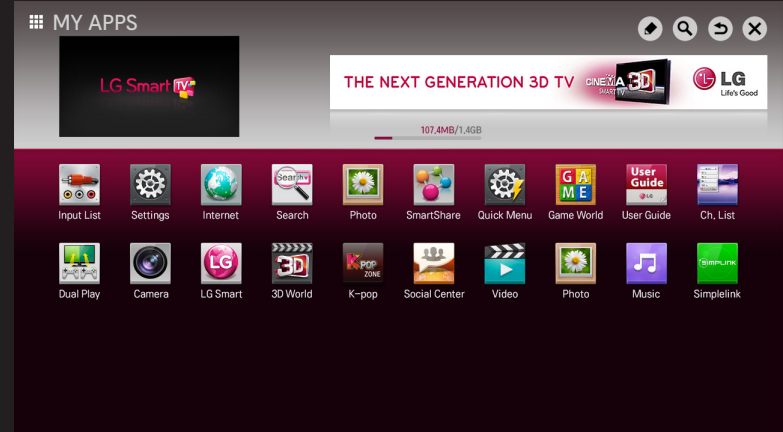 MY APPS
LG Smart TV
THE NEXT GENERATION 3D TV
CINEMA 3D
SMART TV
LG
Life's Good
107.4MB/1.4GB
Search
GAME
User Guide
LG
Input List Settings Internet Search Photo SmartShare Quick Menu Game World User Guide Ch. List
LG
3D
K-POP ZONE
SIMPLINK
Dual Play Camera LG Smart 3D World K-pop Social Center Video Photo Music Simplelink